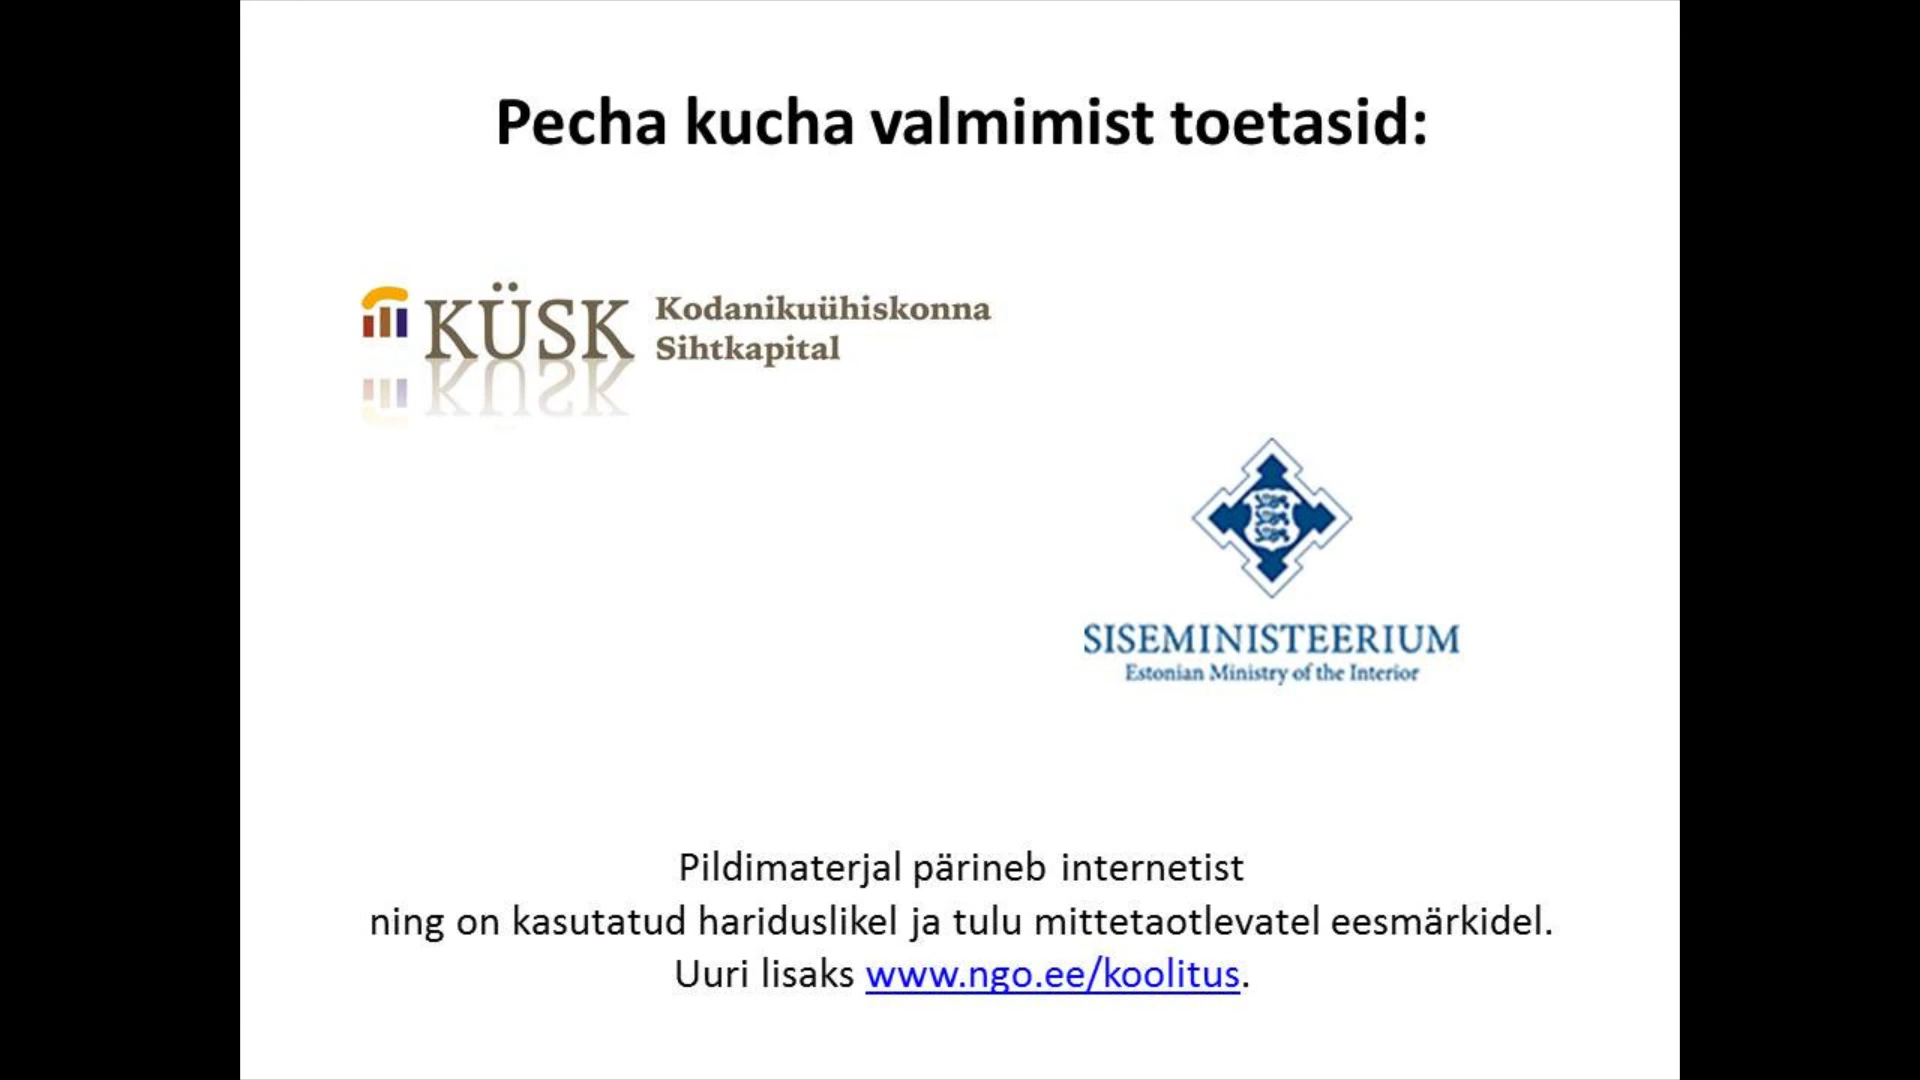 Pecha kucha valmimist toetasid:
KÜSK
Kodanikuühiskonna
Sihtkapital
SISEMINISTEERIUM
Estonian Ministry of the Interior
Pildimaterjal pärineb internetist
ning on kasutatud hariduslikel ja tulu mittetaotlevatel eesmärkidel.
Uuri lisaks www.ngo.ee/koolitus.